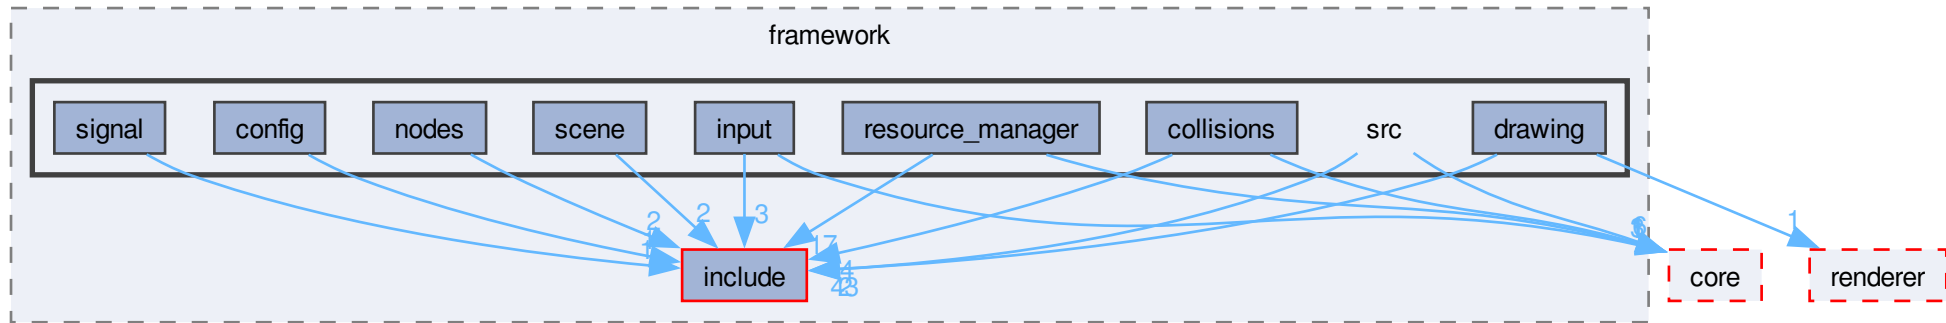 framework
signal
config
nodes
scene
input
resource_manager
collisions
src
drawing
2
2
3
17
1
include
core
renderer